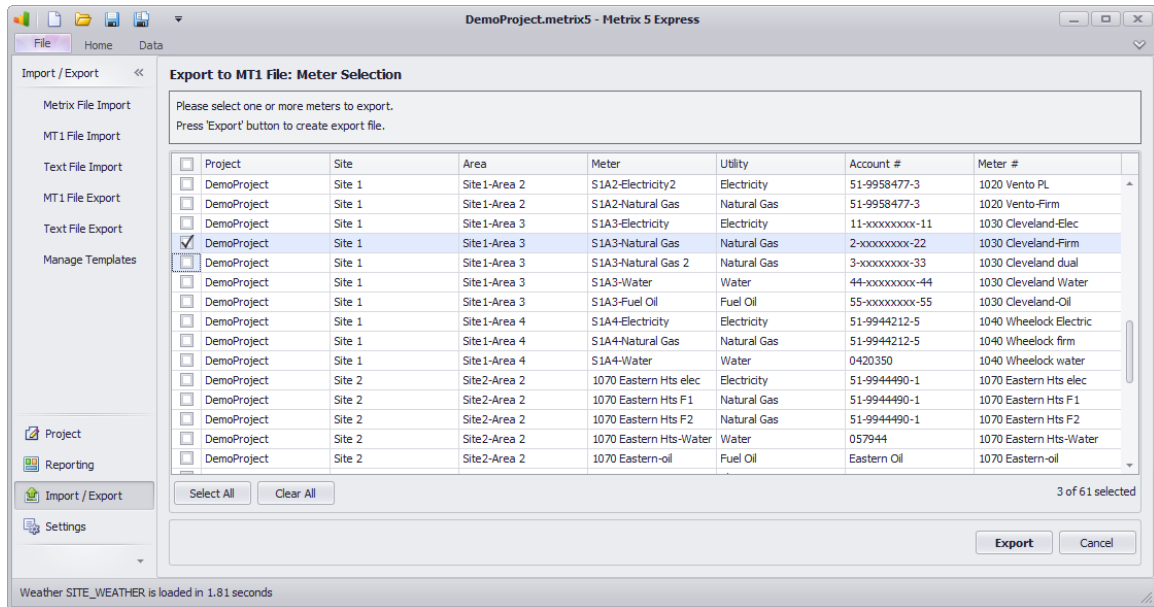 DemoProject.metrix5 - Metrix 5 Express
File Home Data
Import / Export «
Metrix File Import
MT1 File Import
Text File Import
MT1 File Export
Text File Export
Manage Templates
Project
Reporting
Import / Export
Settings
Export to MT1 File: Meter Selection
Please select one or more meters to export.
Press 'Export' button to create export file.
Project Site Area Meter Utility Account # Meter #
DemoProject Site 1 Site1-Area 2 S1A2-Electricity2 Electricity 51-9958477-3 1020 Vento PL
DemoProject Site 1 Site1-Area 2 S1A2-Natural Gas Natural Gas 51-9958477-3 1020 Vento-Firm
DemoProject Site 1 Site1-Area 3 S1A3-Electricity Electricity 11-xxxxxxxx-11 1030 Cleveland-Elec
DemoProject Site 1 Site1-Area 3 S1A3-Natural Gas Natural Gas 2-xxxxxxxx-22 1030 Cleveland-Firm
DemoProject Site 1 Site1-Area 3 S1A3-Natural Gas 2 Natural Gas 3-xxxxxxxx-33 1030 Cleveland dual
DemoProject Site 1 Site1-Area 3 S1A3-Water Water 44-xxxxxxxx-44 1030 Cleveland Water
DemoProject Site 1 Site1-Area 3 S1A3-Fuel Oil Fuel Oil 55-xxxxxxxx-55 1030 Cleveland-Oil
DemoProject Site 1 Site1-Area 4 S1A4-Electricity Electricity 51-9944212-5 1040 Wheelock Electric
DemoProject Site 1 Site1-Area 4 S1A4-Natural Gas Natural Gas 51-9944212-5 1040 Wheelock firm
DemoProject Site 1 Site1-Area 4 S1A4-Water Water 0420350 1040 Wheelock water
DemoProject Site 2 Site2-Area 2 1070 Eastern Hts elec Electricity 51-9944490-1 1070 Eastern Hts elec
DemoProject Site 2 Site2-Area 2 1070 Eastern Hts F1 Natural Gas 51-9944490-1 1070 Eastern Hts F1
DemoProject Site 2 Site2-Area 2 1070 Eastern Hts F2 Natural Gas 51-9944490-1 1070 Eastern Hts F2
DemoProject Site 2 Site2-Area 2 1070 Eastern Hts-Water Water 057944 1070 Eastern Hts-Water
DemoProject Site 2 Site2-Area 2 1070 Eastern-oil Fuel Oil Eastern Oil 1070 Eastern-oil
Select All Clear All 3 of 61 selected
Export Cancel
Weather SITE_WEATHER is loaded in 1.81 seconds